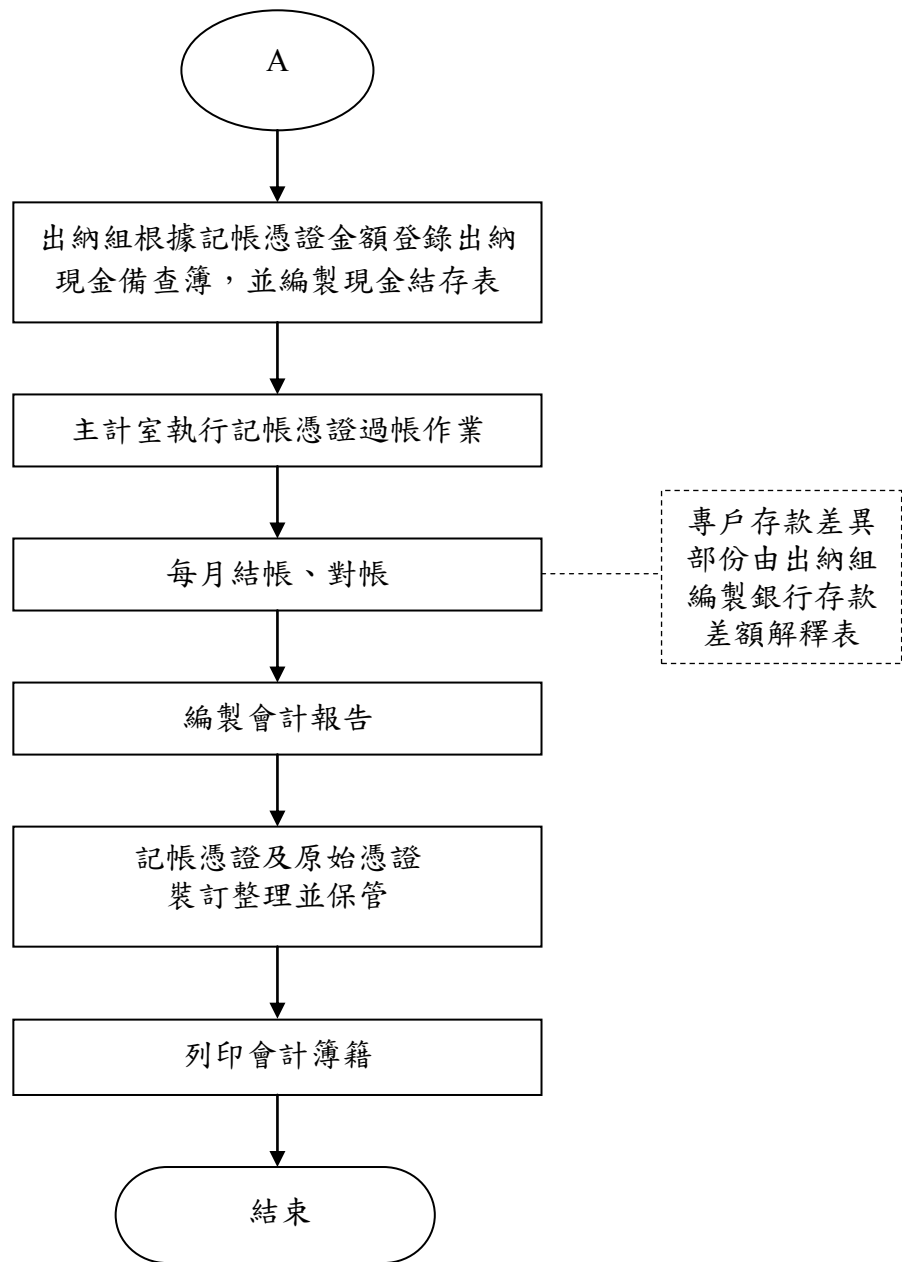 A
出納組根據記帳憑證金額登錄出納
現金備查簿，並編製現金結存表
主計室執行記帳憑證過帳作業
每月結帳、對帳
專戶存款差異
部份由出納組
編製銀行存款
差額解釋表
編製會計報告
記帳憑證及原始憑證
裝訂整理並保管
列印會計簿籍
結束